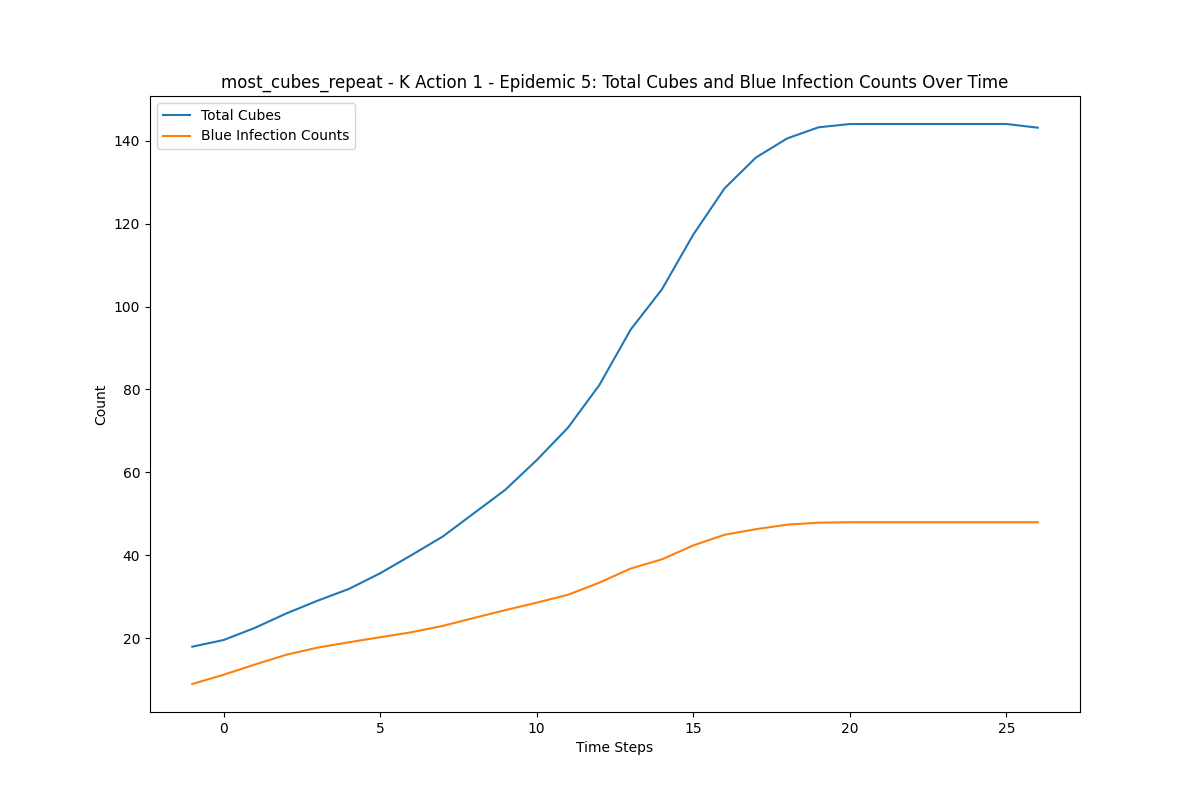 most_cubes_repeat - K Action 1 - Epidemic 5: Total Cubes and Blue Infection Counts Over Time
Total Cubes
Blue Infection Counts
Count
140
120
100
80
60
40
20
0 5 10 15 20 25
Time Steps